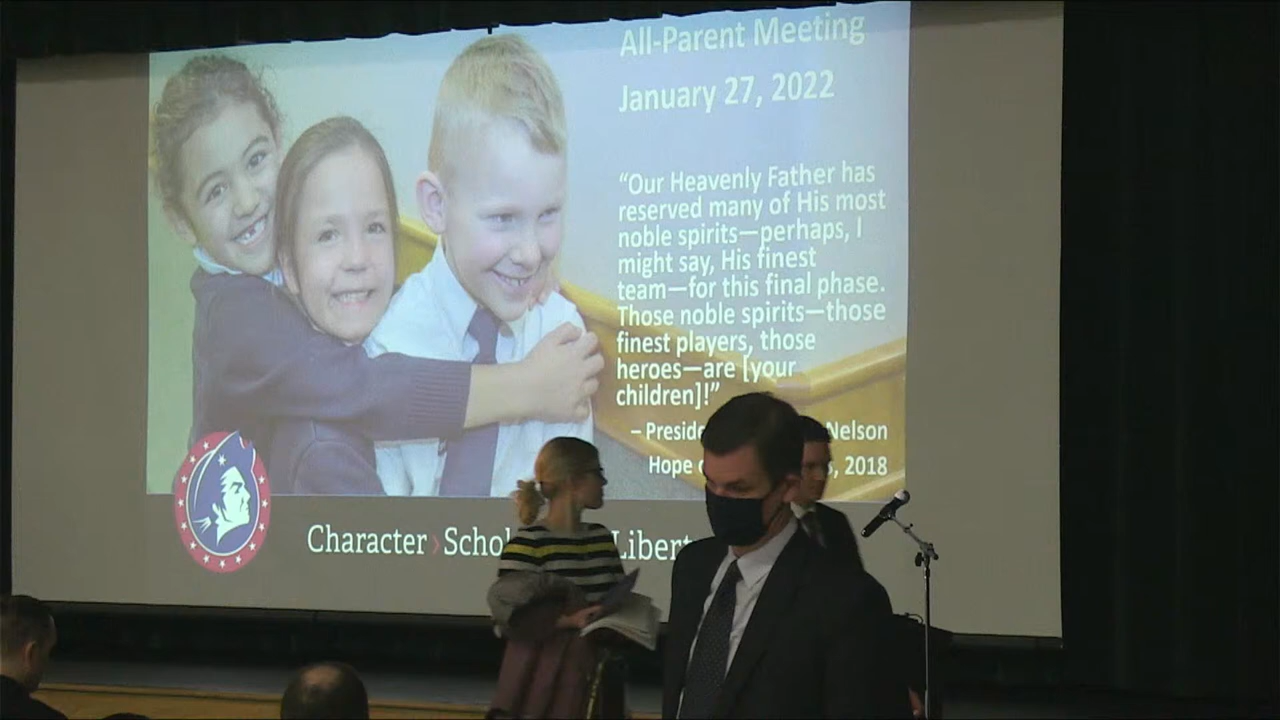 All-Parent Meeting
January 27, 2022
“Our Heavenly Father has
reserved many of His most
noble spirits—perhaps, I
might say, His finest
team—for this final phase.
Those noble spirits—those
finest players, those
heroes—are [your
children]!”
– Nelson
Hope 2018
Character